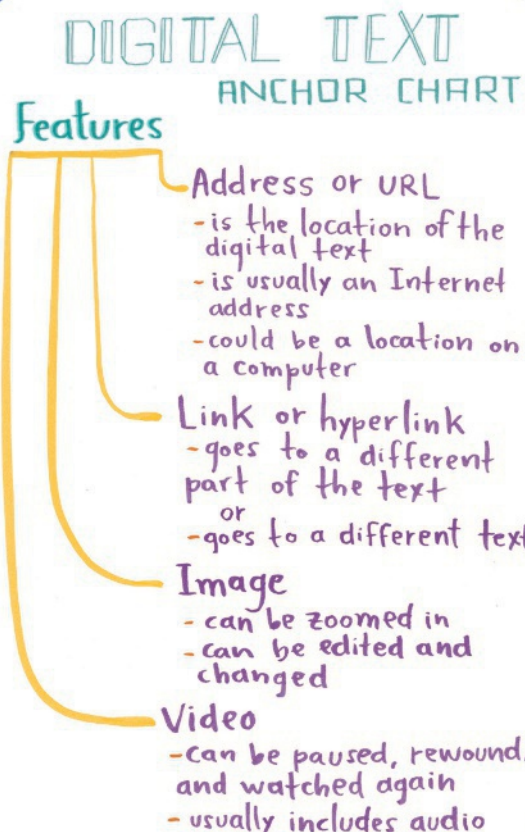 DIGITAL TEXT
ANCHOR CHART
Features
Address or URL
- is the location of the
digital text
- is usually an Internet
address
- could be a location on
a computer
Link or hyperlink
- goes to a different
part of the text
or
- goes to a different text
Image
- can be zoomed in
- can be edited and
changed
Video
- can be paused, rewound,
and watched again
- usually includes audio